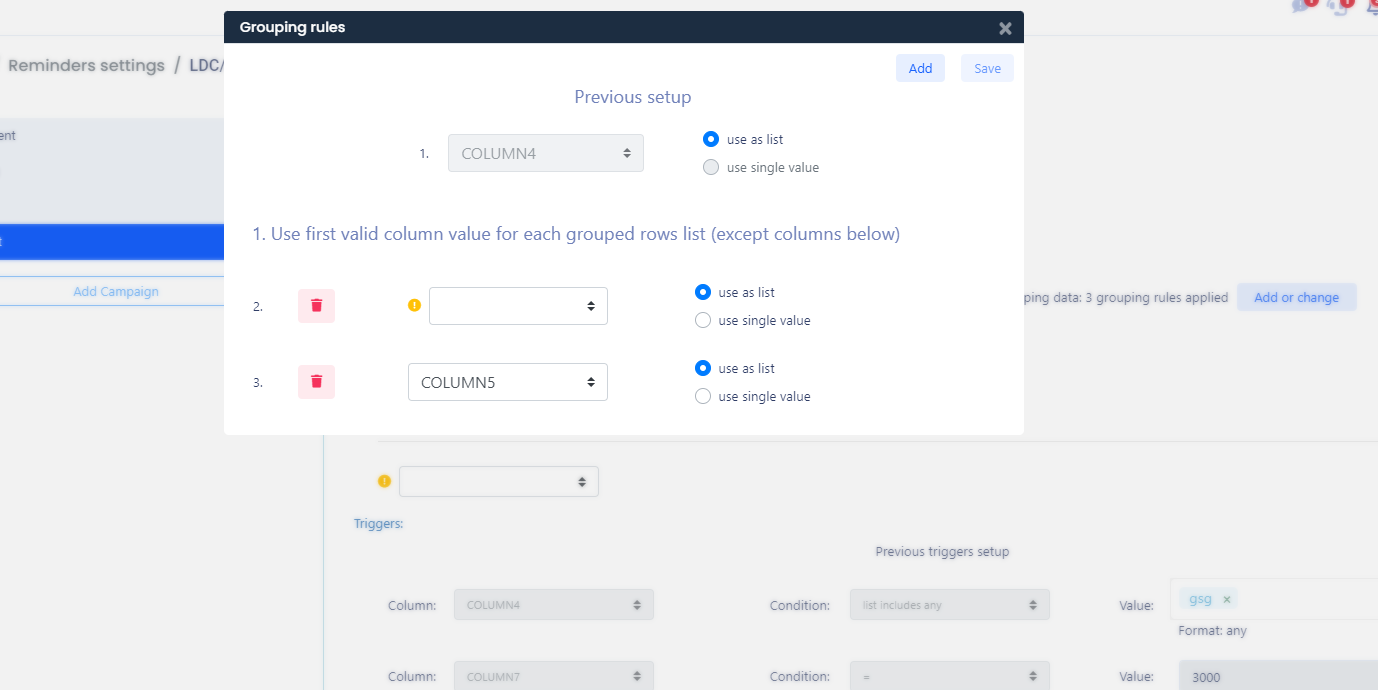 Grouping rules
Reminders settings / LDC/
Add Save
Previous setup
ent
1. COLUMN4
use as list
use single value
1. Use first valid column value for each grouped rows list (except columns below)
Add Campaign
2.
use as list
use single value
ping data: 3 grouping rules applied Add or change
3. COLUMN5
use as list
use single value
Triggers:
Previous triggers setup
Column: COLUMN4 Condition: list includes any Value: gsg ×
Format: any
Column: COLUMN7 Condition: = Value: 3000